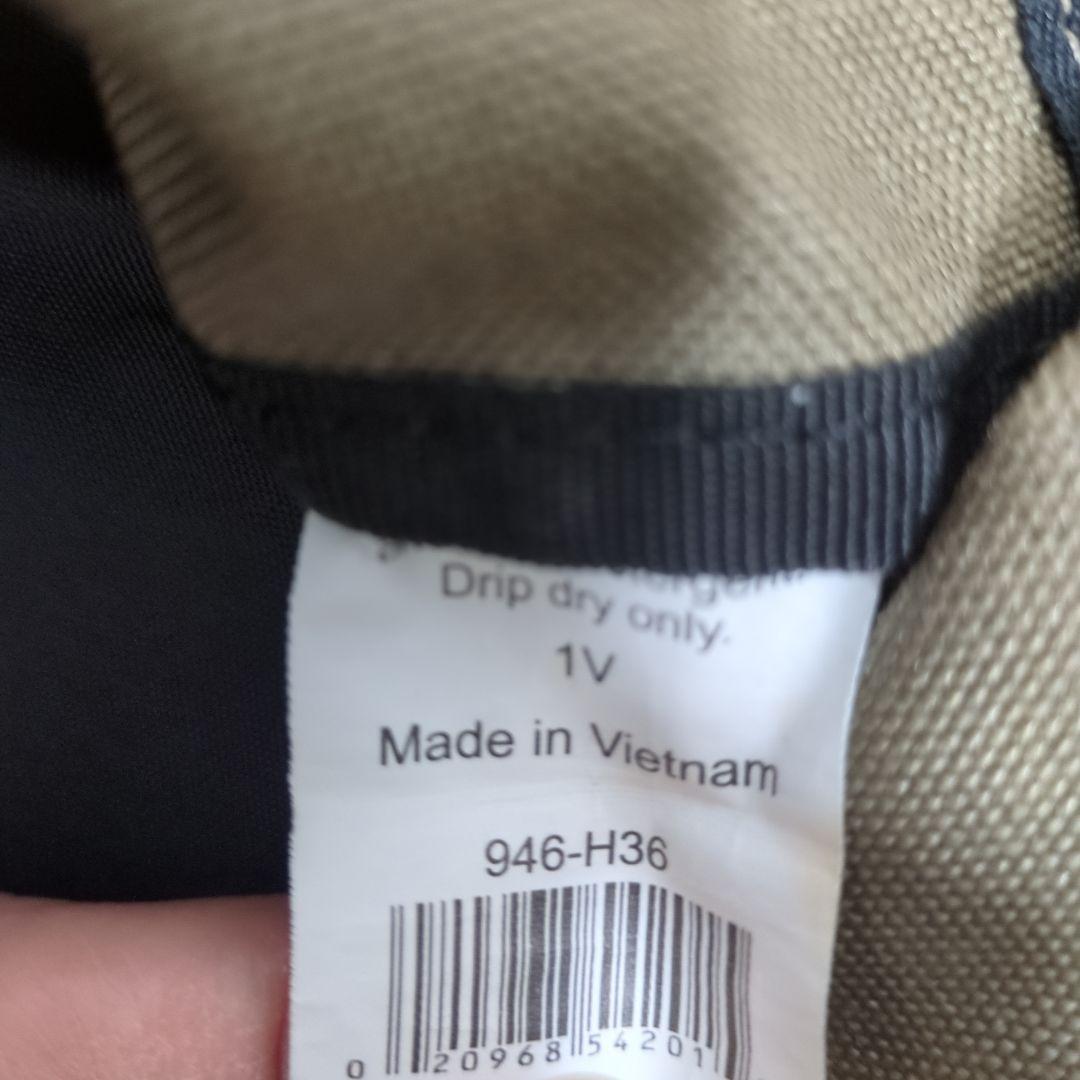 Drip dry only.
1V
Made in Vietnam
946-H36
0 20968 54201